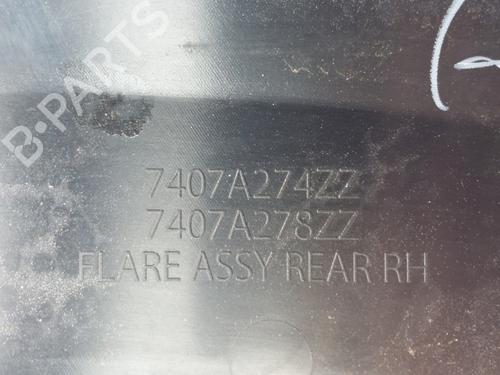 B-PARTS
7407A274ZZ
7407A278ZZ
FLARE ASSY REAR RH